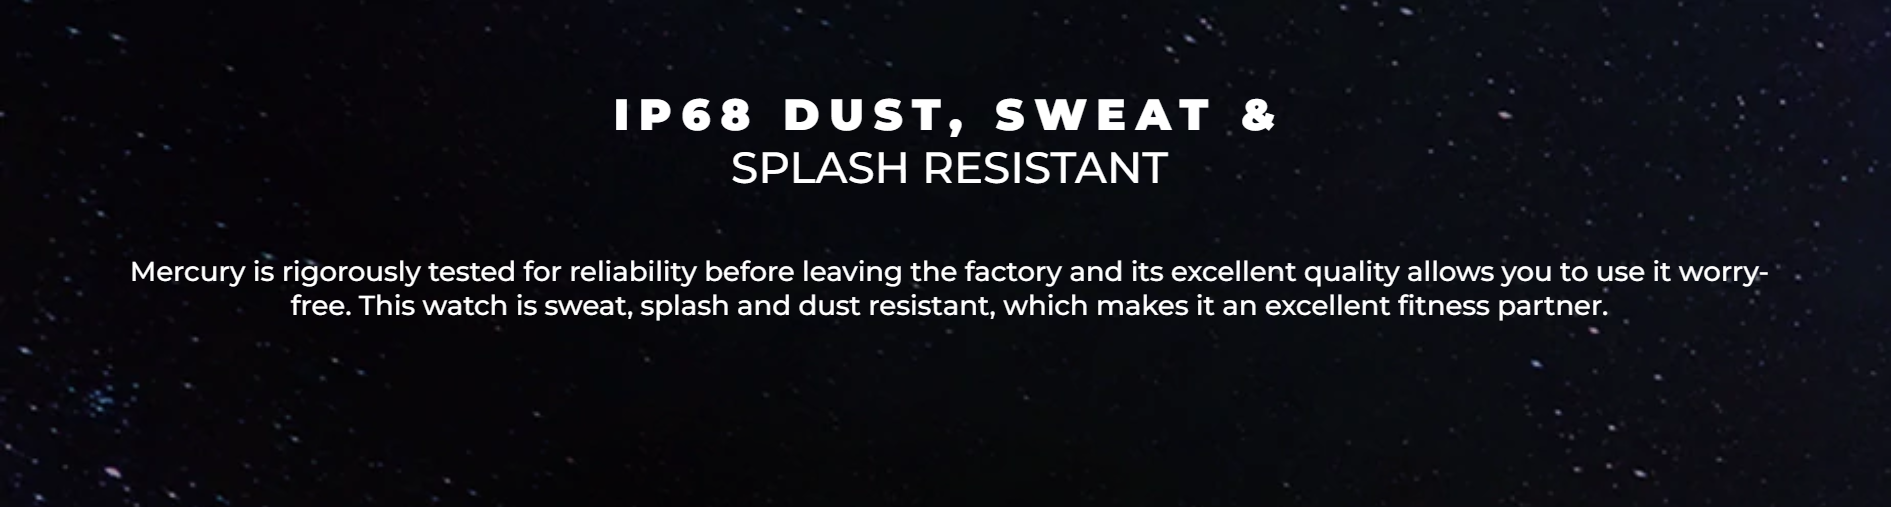 IP68 DUST, SWEAT &
SPLASH RESISTANT
Mercury is rigorously tested for reliability before leaving the factory and its excellent quality allows you to use it worry-
free. This watch is sweat, splash and dust resistant, which makes it an excellent fitness partner.